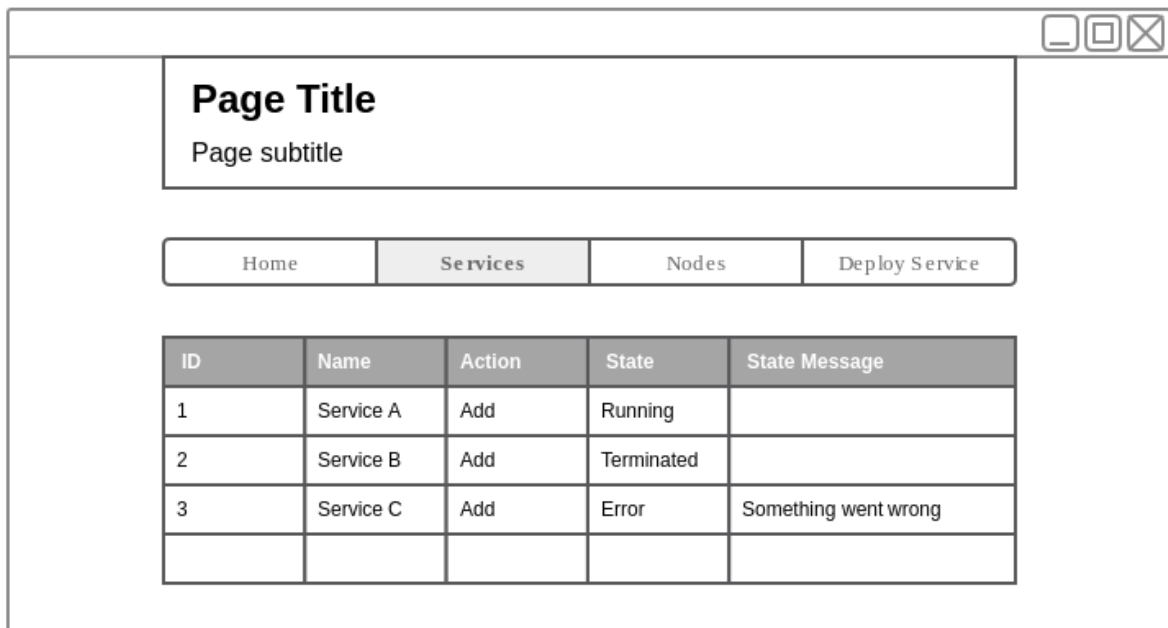 Page Title
Page subtitle
Home Services Nodes Deploy Service
ID Name Action State State Message
1 Service A Add Running
2 Service B Add Terminated
3 Service C Add Error Something went wrong